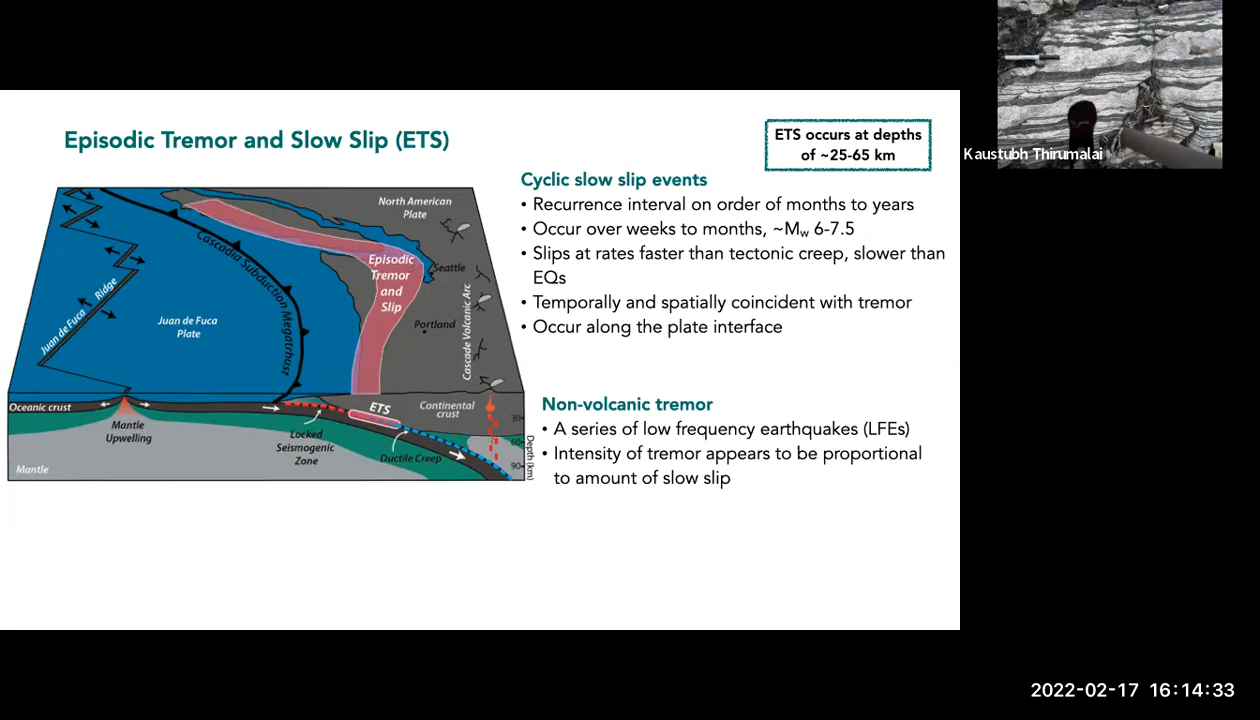 Episodic Tremor and Slow Slip (ETS)
ETS occurs at depths
of ~25-65 km
Kaustubh Thirumalai
Cyclic slow slip events
• Recurrence interval on order of months to years
• Occur over weeks to months, ~Mw 6-7.5
• Slips at rates faster than tectonic creep, slower than
EQs
• Temporally and spatially coincident with tremor
• Occur along the plate interface
Non-volcanic tremor
• A series of low frequency earthquakes (LFEs)
• Intensity of tremor appears to be proportional
to amount of slow slip
North American
Plate
Cascadia Subduction Megathrust
Episodic
Tremor
and
Slip
Seattle
Juan de Fuca Ridge
Juan de Fuca
Plate
Portland
Cascade Volcanic Arc
Oceanic crust
ETS
Continental
crust
Mantle
Upwelling
Locked
Seismogenic
Zone
Ductile Creep
Mantle
30
60
90
Depth (km)
2022-02-17 16:14:33